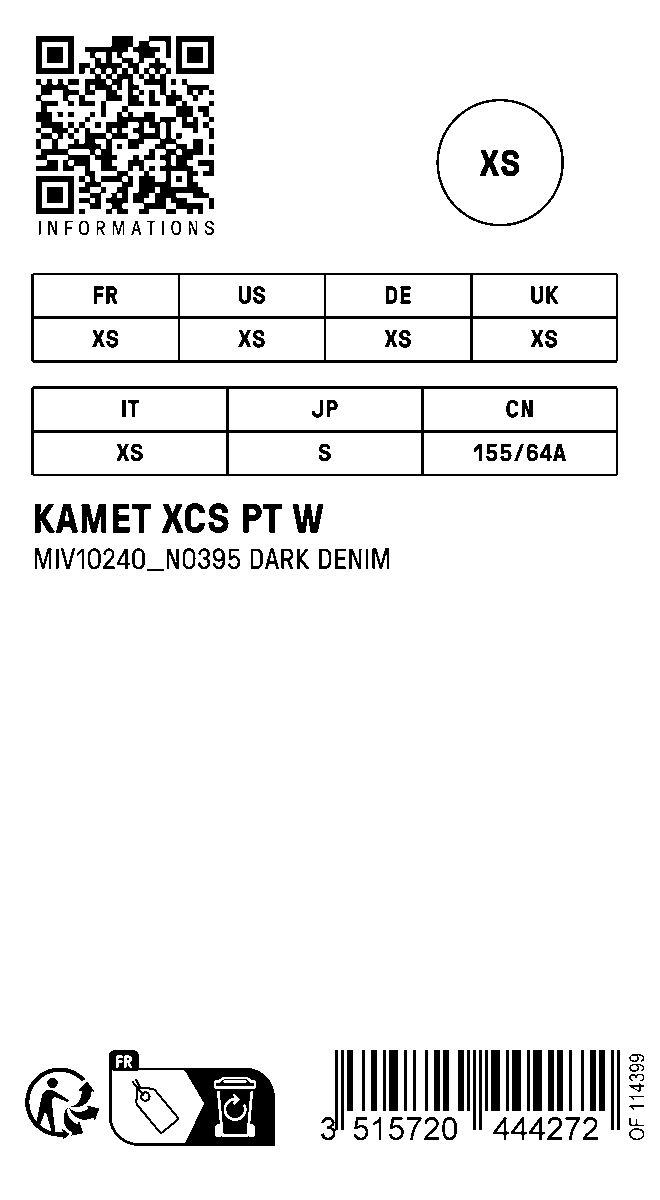 XS
INFORMATIONS
FR US DE UK
XS XS XS XS
IT JP CN
XS S 155/64A
KAMET XCS PT W
MIV10240_N0395 DARK DENIM
FR
3 515720 444272
OF 114399